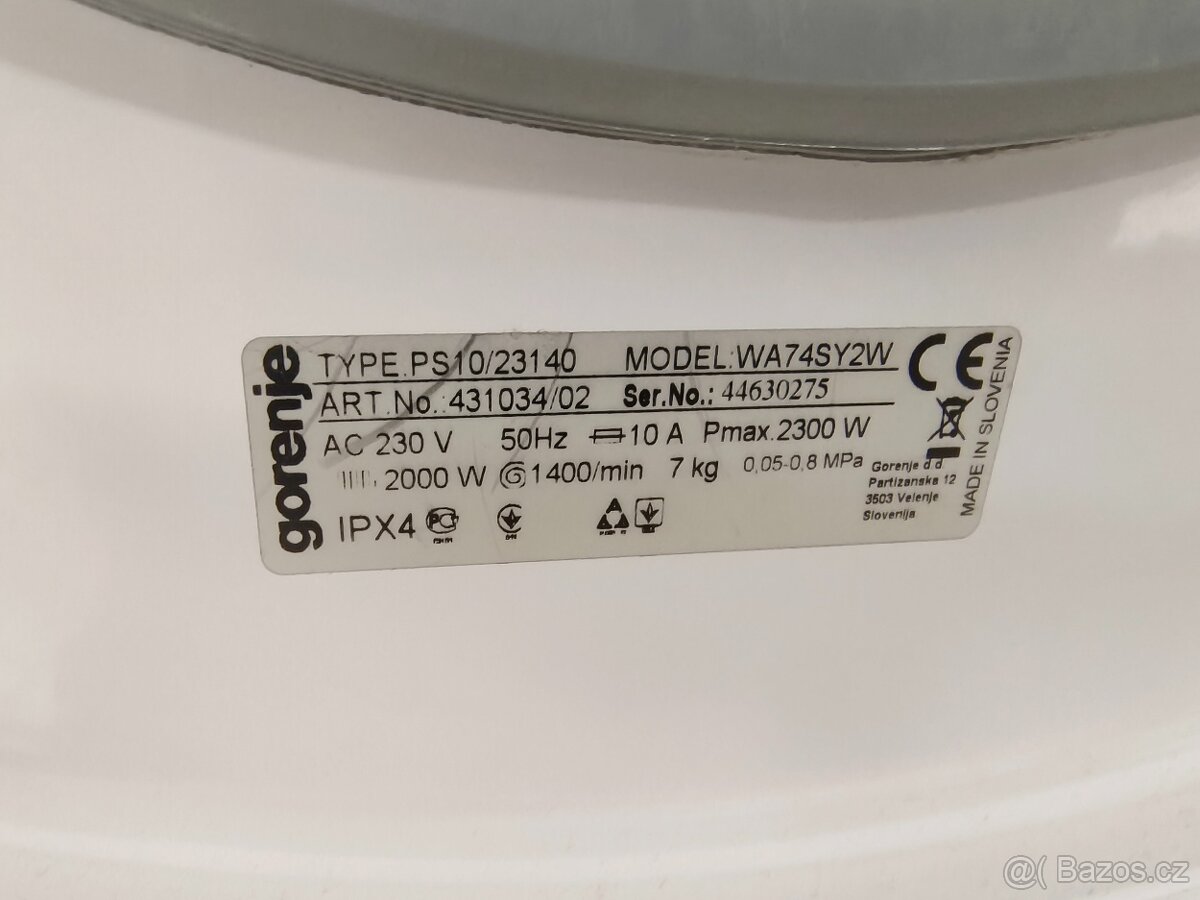 gorenje
TYPE.PS10/23140 MODEL:WA74SY2W
ART.No.:431034/02 Ser.No.: 44630275
AC 230 V 50Hz 10 A Pmax.2300 W
2000 W 1400/min 7 kg 0,05-0,8 MPa
IPX4
Gorenje d.d
Partizanska 12
3503 Velenje
Slovenija
CE
MADE IN SLOVENIA
@( Bazos.cz